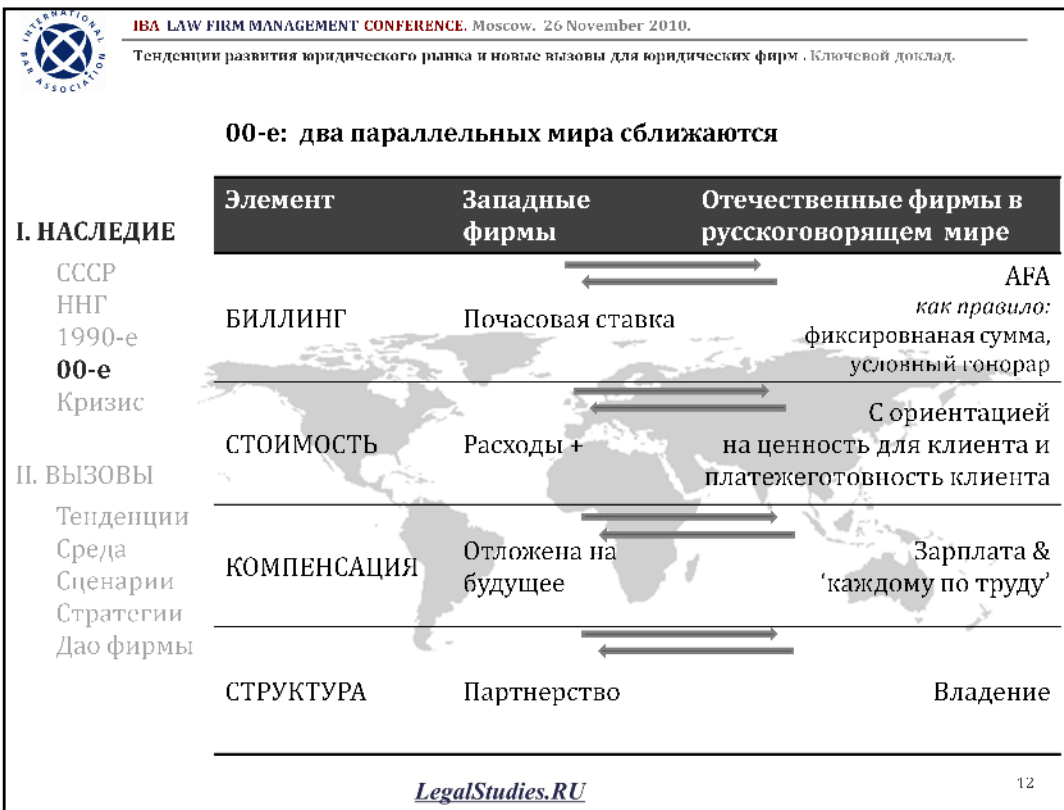 INTERNATIONAL BAR ASSOCIATION
IBA LAW FIRM MANAGEMENT CONFERENCE. Moscow. 26 November 2010.
Тенденции развития юридического рынка и новые вызовы для юридических фирм . Ключевой доклад.
00-е: два параллельных мира сближаются
I. НАСЛЕДИЕ
СССР
ННГ
1990-е
00-е
Кризис
II. ВЫЗОВЫ
Тенденции
Среда
Сценарии
Стратегии
Дао фирмы
Элемент
Западные
фирмы
Отечественные фирмы в
русскоговорящем мире
БИЛЛИНГ
Почасовая ставка
AFA
как правило:
фиксировнаная сумма,
условный гонорар
СТОИМОСТЬ
Расходы +
С ориентацией
на ценность для клиента и
платежеготовность клиента
КОМПЕНСАЦИЯ
Отложена на
будущее
Зарплата &
‘каждому по труду’
СТРУКТУРА
Партнерство
Владение
LegalStudies.RU
12